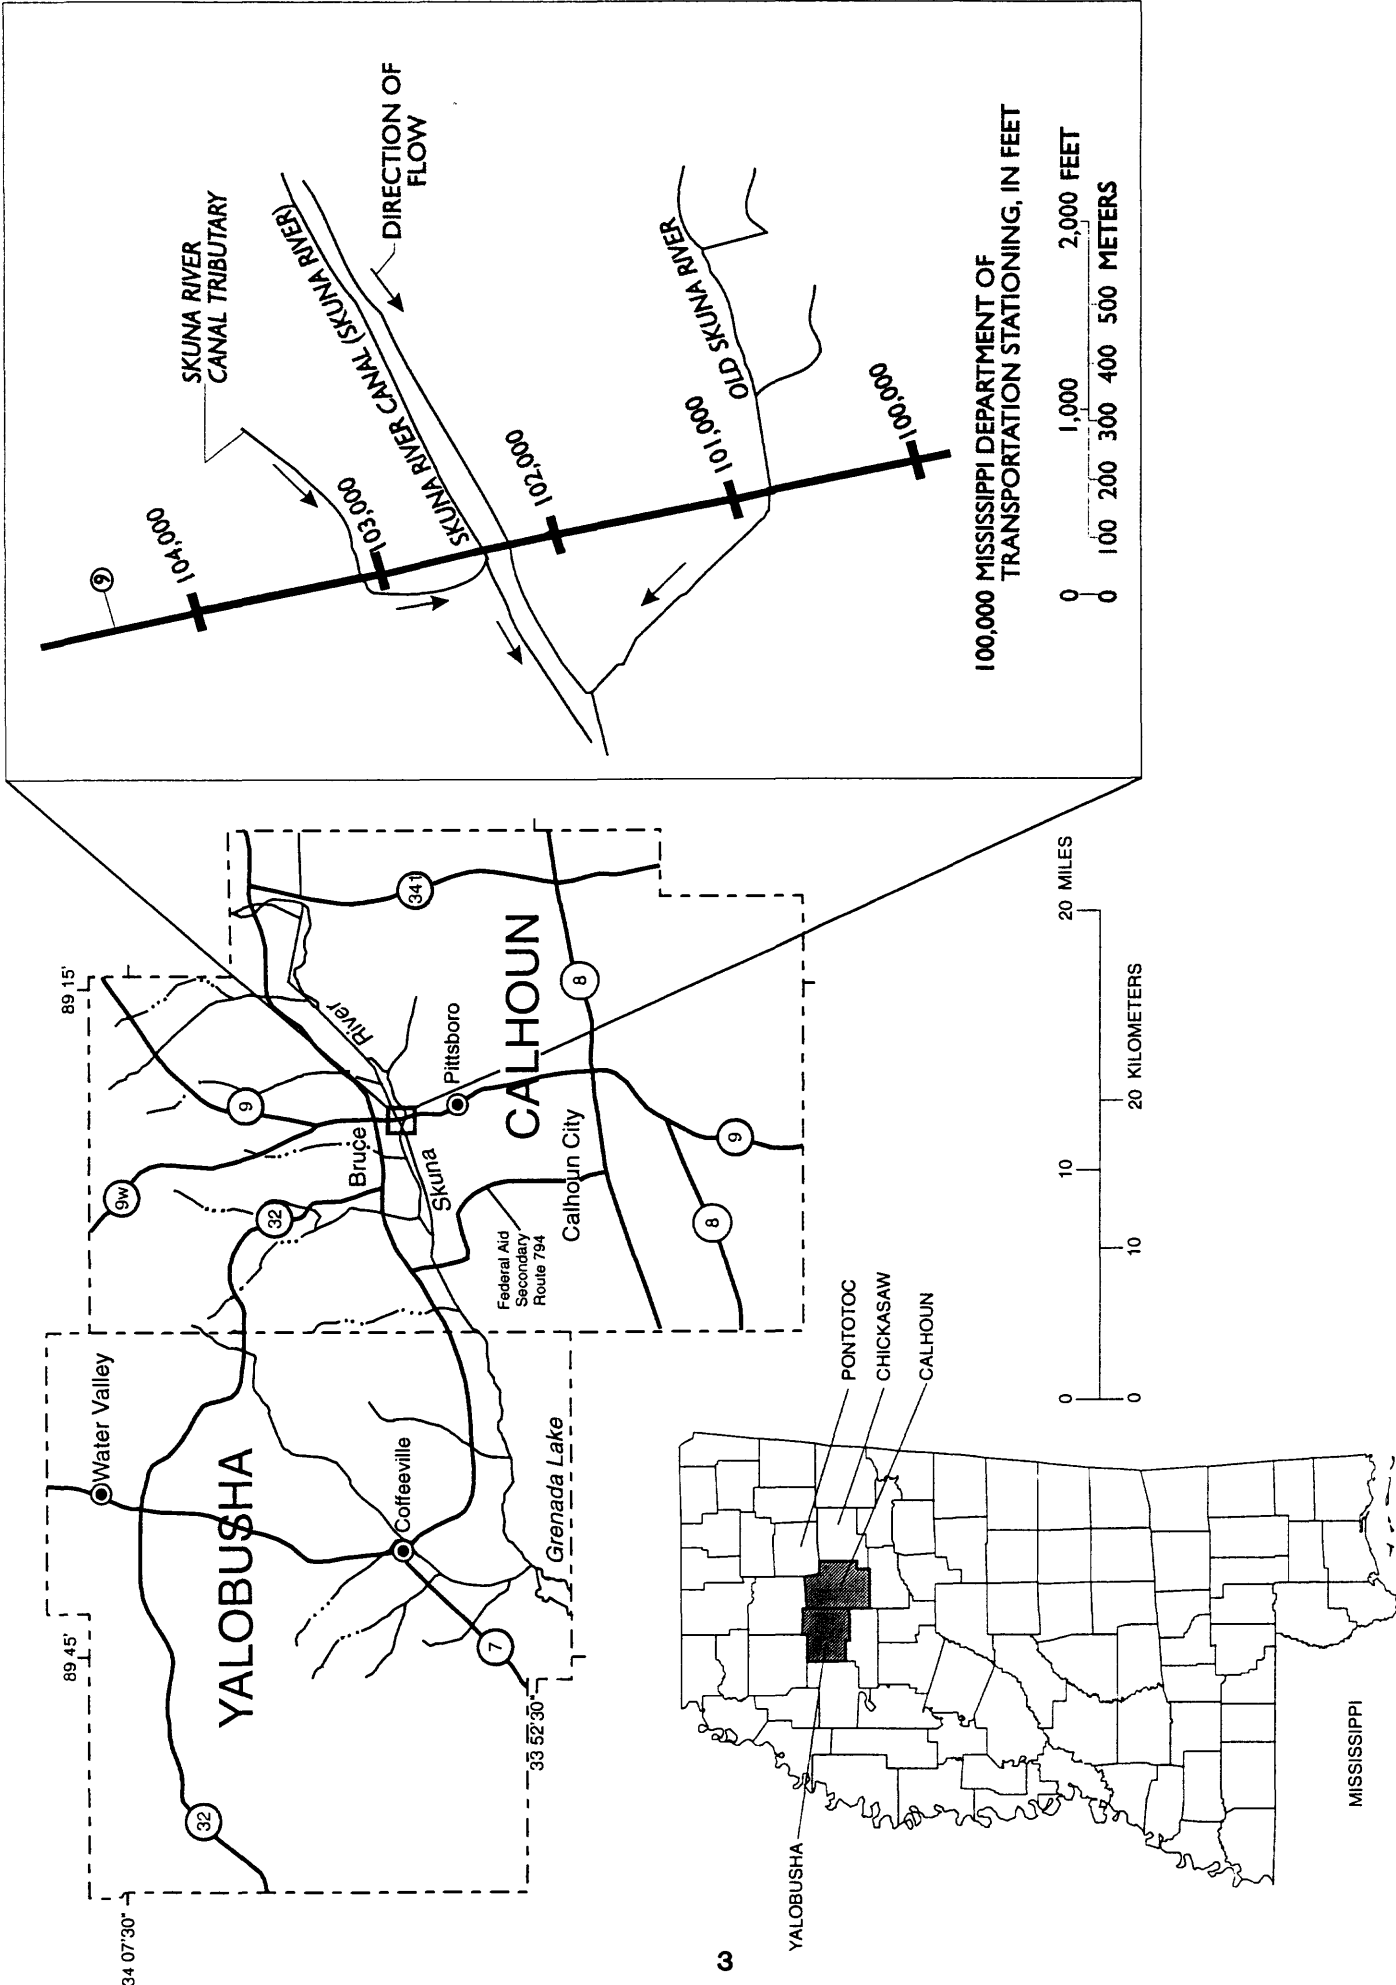 34 07'30"
89 45'
89 15'
33 52'30"
YALOBUSHA
Water Valley
Coffeeville
Grenada Lake
32
7
9w
32
9
Bruce
Skuna
River
Pittsboro
CALHOUN
341
8
Calhoun City
Federal Aid
Secondary
Route 794
8
9
SKUNA RIVER
CANAL TRIBUTARY
DIRECTION OF
FLOW
9
104,000
103,000
SKUNA RIVER CANAL (SKUNA RIVER)
102,000
101,000
OLD SKUNA RIVER
100,000
100,000 MISSISSIPPI DEPARTMENT OF
TRANSPORTATION STATIONING, IN FEET
0 1,000 2,000 FEET
0 100 200 300 400 500 METERS
YALOBUSHA
PONTOTOC
CHICKASAW
CALHOUN
MISSISSIPPI
0 10 20 MILES
0 10 20 KILOMETERS
3